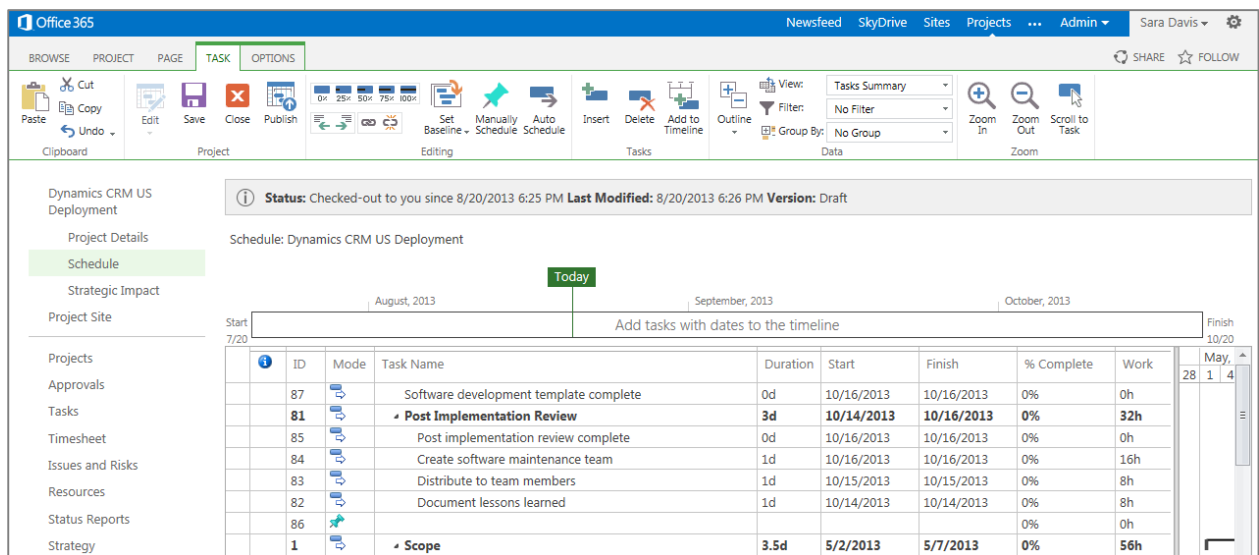 Office 365 Newsfeed SkyDrive Sites Projects ... Admin Sara Davis
BROWSE PROJECT PAGE TASK OPTIONS SHARE FOLLOW
Paste Cut Copy Undo
Clipboard
Edit Save Close Publish
Project
0% 25% 50% 75% 100%
Set Baseline Manually Schedule Auto Schedule
Editing
Insert Delete Add to Timeline
Tasks
Outline
View: Tasks Summary
Filter: No Filter
Group By: No Group
Data
Zoom In Zoom Out Scroll to Task
Zoom
Dynamics CRM US
Deployment
Project Details
Schedule
Strategic Impact
Project Site
Projects
Approvals
Tasks
Timesheet
Issues and Risks
Resources
Status Reports
Strategy
Status: Checked-out to you since 8/20/2013 6:25 PM Last Modified: 8/20/2013 6:26 PM Version: Draft
Schedule: Dynamics CRM US Deployment
Today
August, 2013 September, 2013 October, 2013
Start
7/20
Add tasks with dates to the timeline
Finish
10/20
ID Mode Task Name Duration Start Finish % Complete Work May,
28 1 4
87 Software development template complete 0d 10/16/2013 10/16/2013 0% 0h
81 Post Implementation Review 3d 10/14/2013 10/16/2013 0% 32h
85 Post implementation review complete 0d 10/16/2013 10/16/2013 0% 0h
84 Create software maintenance team 1d 10/16/2013 10/16/2013 0% 16h
83 Distribute to team members 1d 10/15/2013 10/15/2013 0% 8h
82 Document lessons learned 1d 10/14/2013 10/14/2013 0% 8h
86 0% 0h
1 Scope 3.5d 5/2/2013 5/7/2013 0% 56h